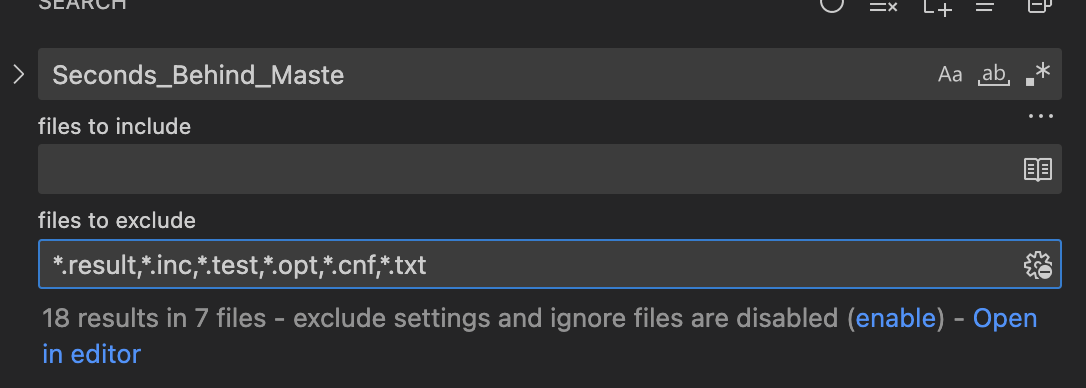 SEARCH
Seconds_Behind_Maste
Aa ab
files to include
files to exclude
*.result,*.inc,*.test,*.opt,*.cnf,*.txt
18 results in 7 files - exclude settings and ignore files are disabled (enable) - Open
in editor